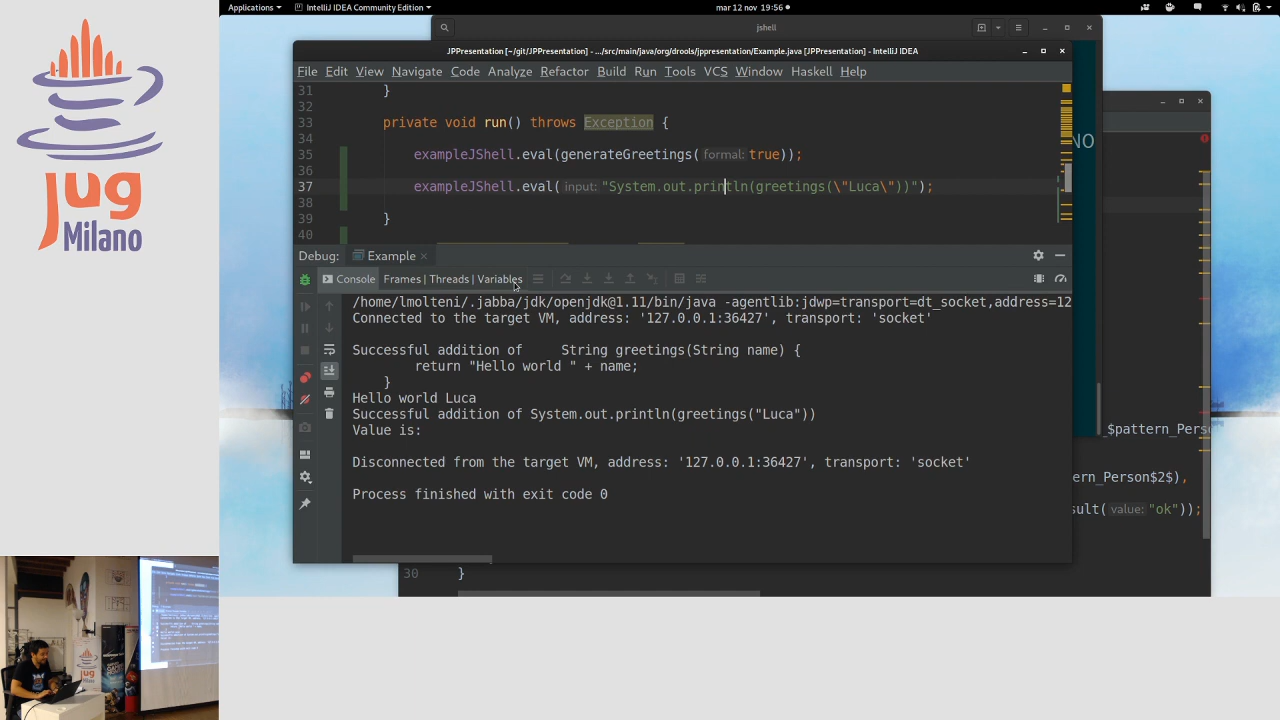 Applications
IntelliJ IDEA Community Edition
mar 12 nov 19:56
jshell
JPPresentation [~/git/JPPresentation] - .../src/main/java/org/drools/jppresentation/Example.java [JPPresentation] - IntelliJ IDEA
File Edit View Navigate Code Analyze Refactor Build Run Tools VCS Window Haskell Help
31 }
32
33 private void run() throws Exception {
34
35 exampleJShell.eval(generateGreetings( formal: true));
36
37 exampleJShell.eval( input: "System.out.println(greetings(\"Luca\"))");
38
39 }
40
Debug: Example
Console Frames | Threads | Variables
/home/lmolteni/.jabba/jdk/openjdk@1.11/bin/java -agentlib:jdwp=transport=dt_socket,address=12
Connected to the target VM, address: '127.0.0.1:36427', transport: 'socket'
Successful addition of String greetings(String name) {
return "Hello world " + name;
}
Hello world Luca
Successful addition of System.out.println(greetings("Luca"))
Value is:
Disconnected from the target VM, address: '127.0.0.1:36427', transport: 'socket'
Process finished with exit code 0
NO
_$pattern_Pers
ern_Person$2$),
sult( value: "ok"));
30 }
jug
Milano
jug
Milano